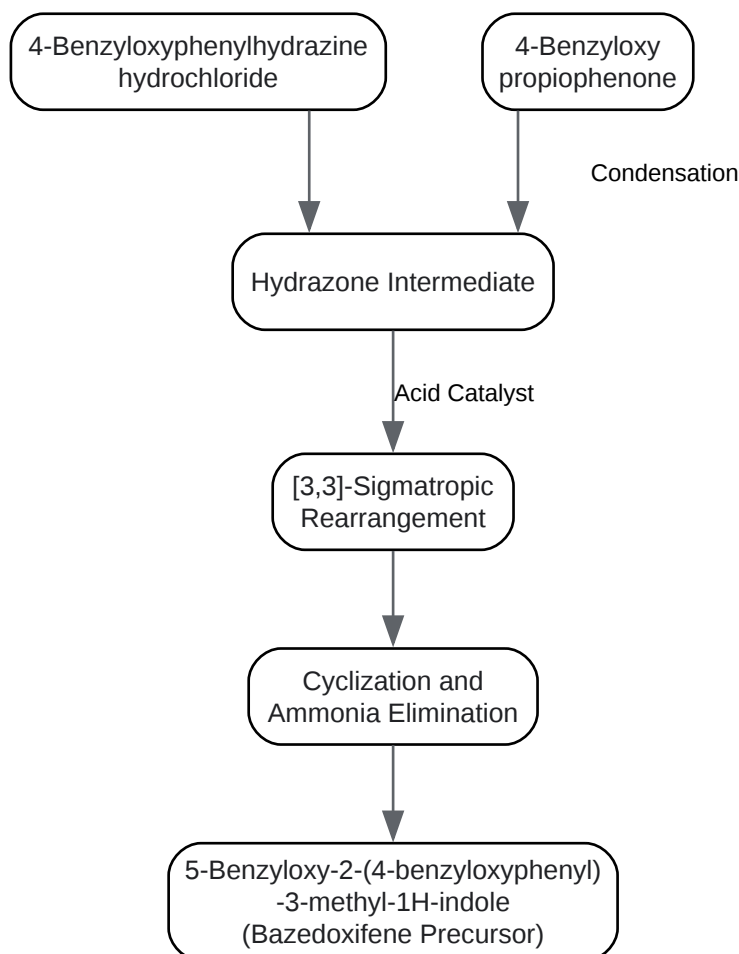 4-Benzyloxyphenylhydrazine
hydrochloride
4-Benzyloxy
propiophenone
Condensation
Hydrazone Intermediate
Acid Catalyst
[3,3]-Sigmatropic
Rearrangement
Cyclization and
Ammonia Elimination
5-Benzyloxy-2-(4-benzyloxyphenyl)
-3-methyl-1H-indole
(Bazedoxifene Precursor)